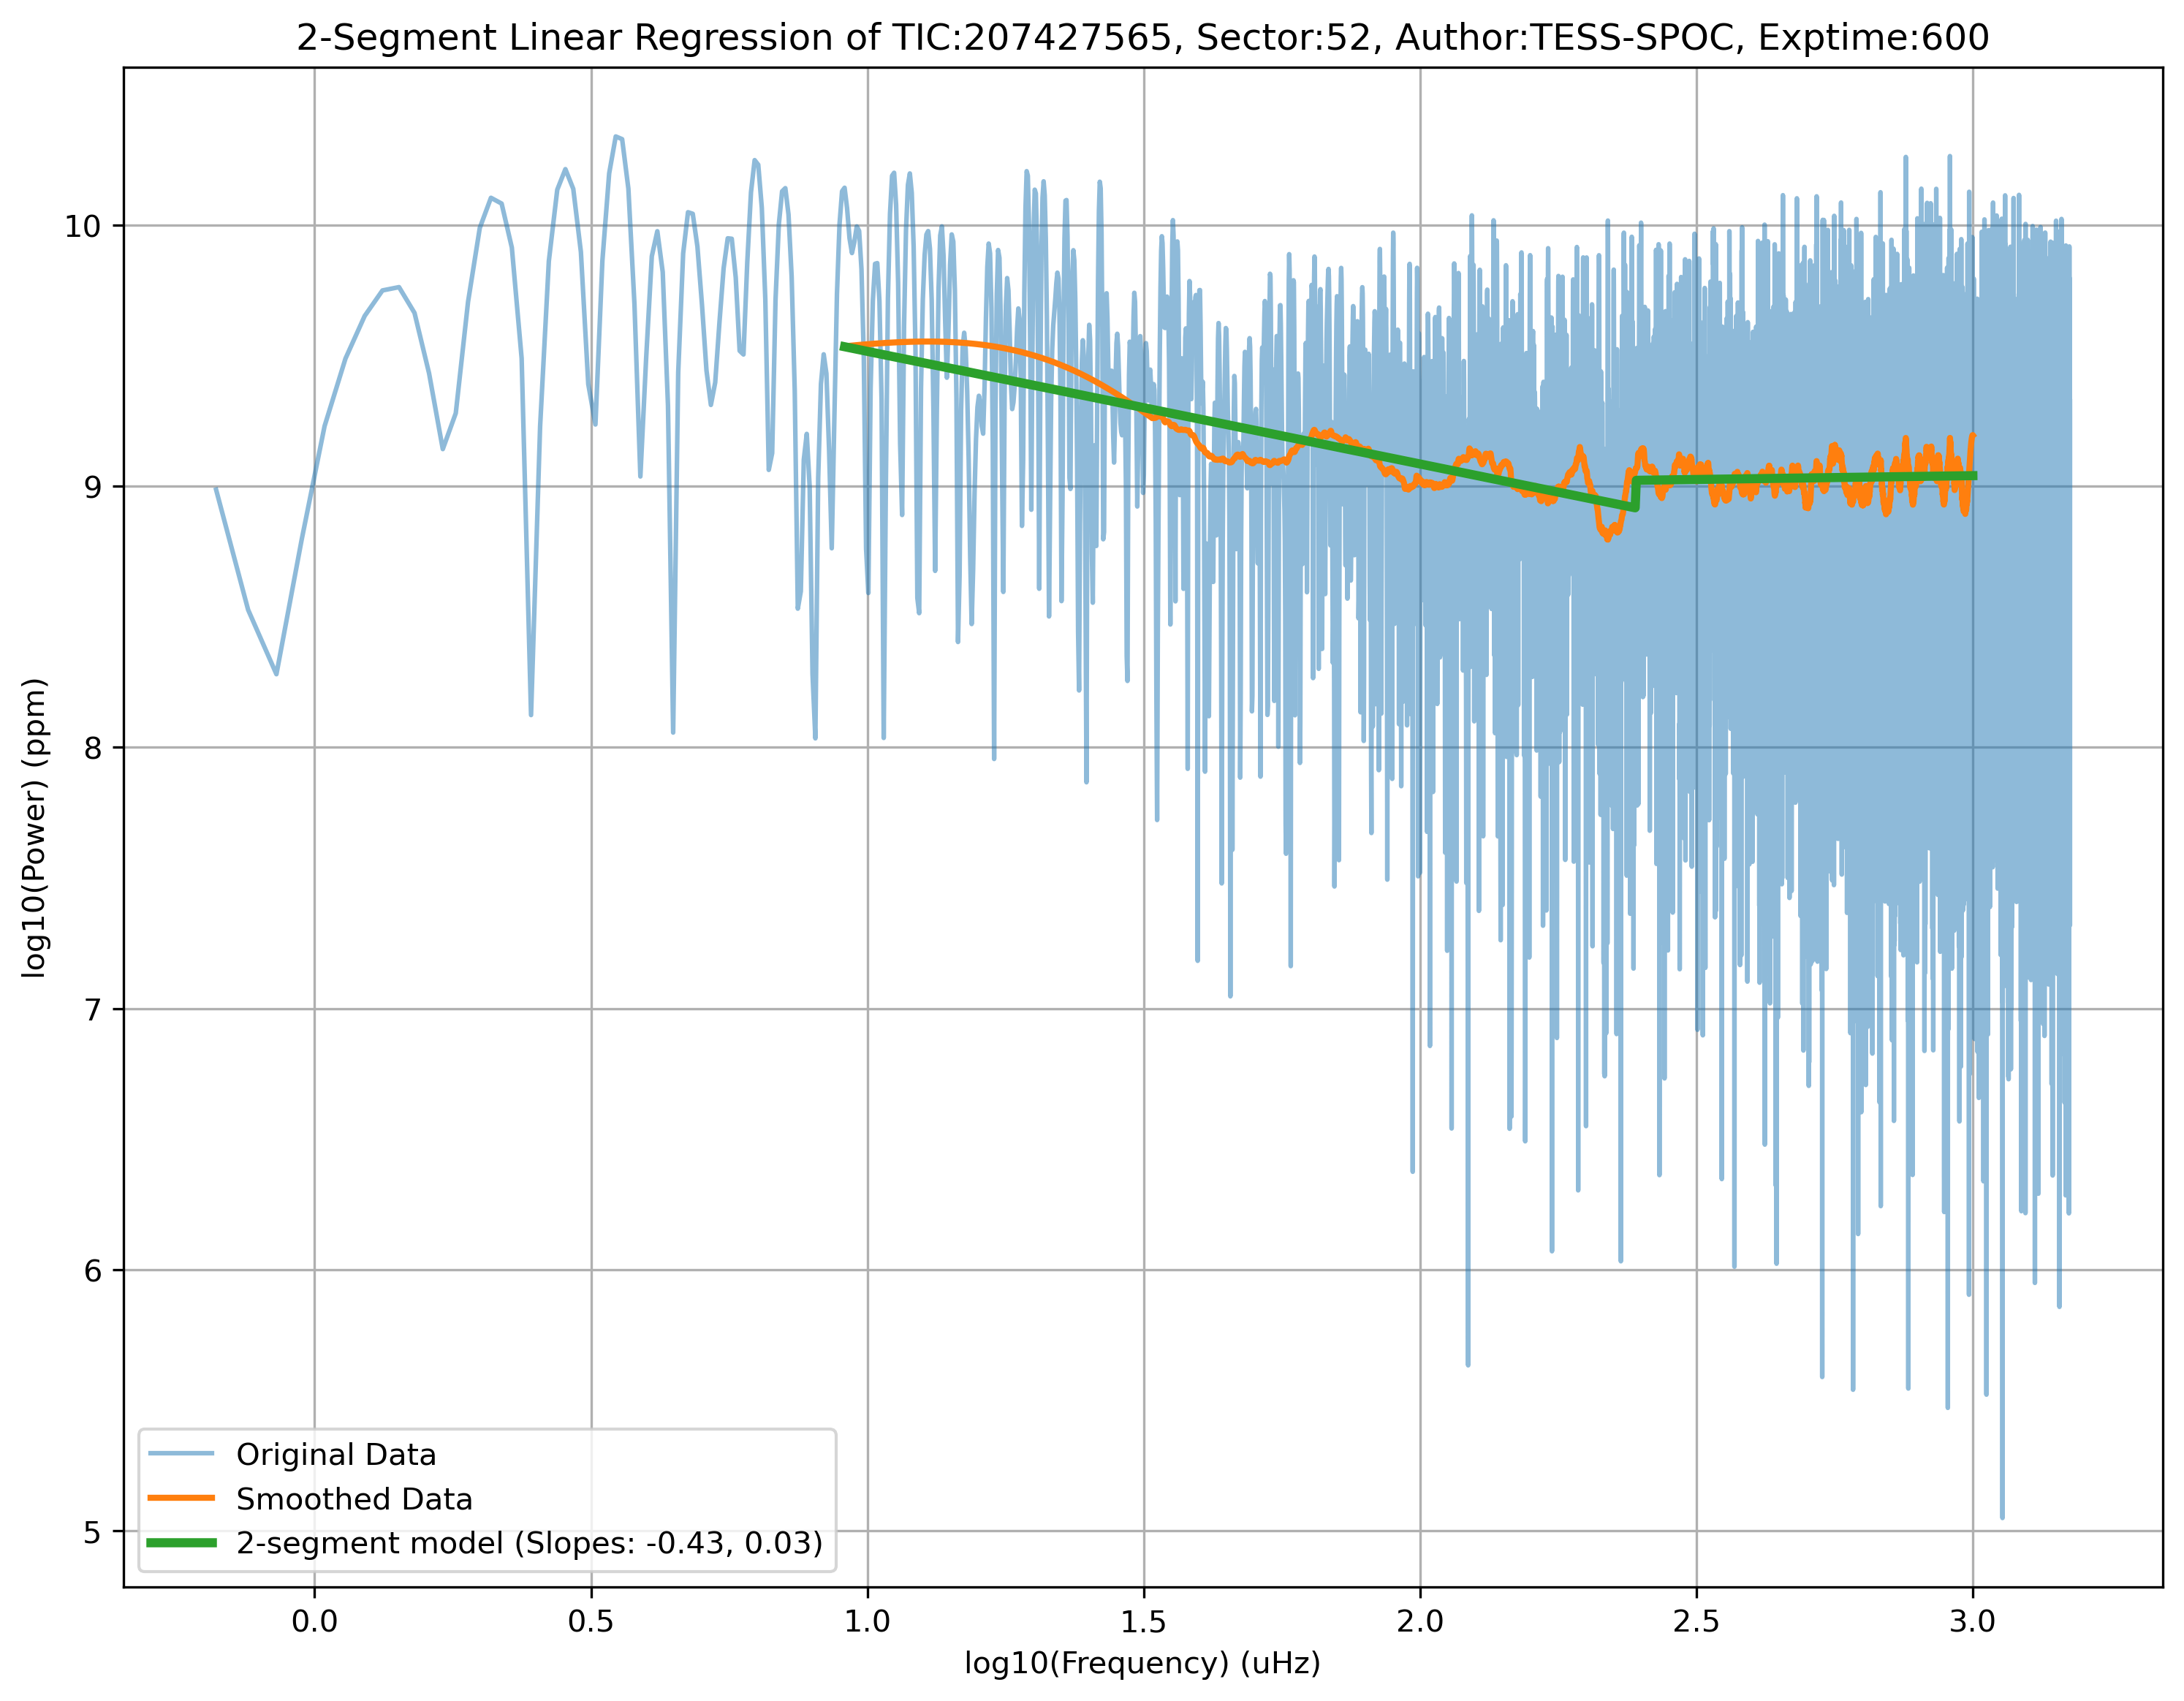 2-Segment Linear Regression of TIC:207427565, Sector:52, Author:TESS-SPOC, Exptime:600
log10(Power) (ppm)
10
9
8
7
6
5
Original Data
Smoothed Data
2-segment model (Slopes: -0.43, 0.03)
0.0 0.5 1.0 1.5 2.0 2.5 3.0
log10(Frequency) (uHz)